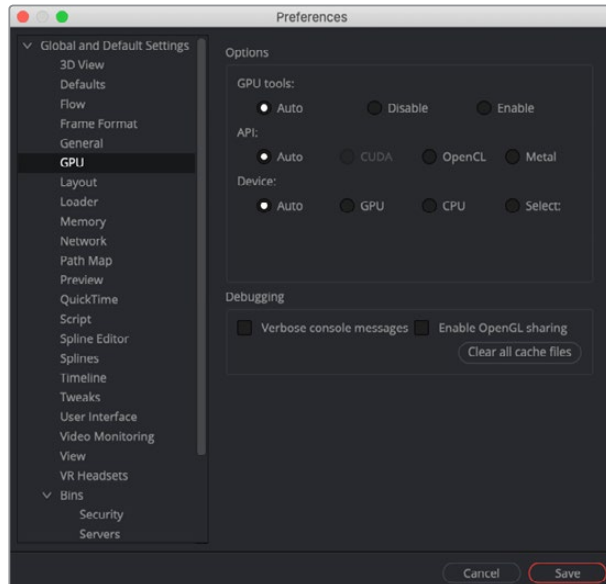 Preferences
Global and Default Settings
3D View
Defaults
Flow
Frame Format
General
GPU
Layout
Loader
Memory
Network
Path Map
Preview
QuickTime
Script
Spline Editor
Splines
Timeline
Tweaks
User Interface
Video Monitoring
View
VR Headsets
Bins
Security
Servers
Options
GPU tools:
Auto Disable Enable
API:
Auto CUDA OpenCL Metal
Device:
Auto GPU CPU Select:
Debugging
Verbose console messages Enable OpenGL sharing
Clear all cache files
Cancel Save